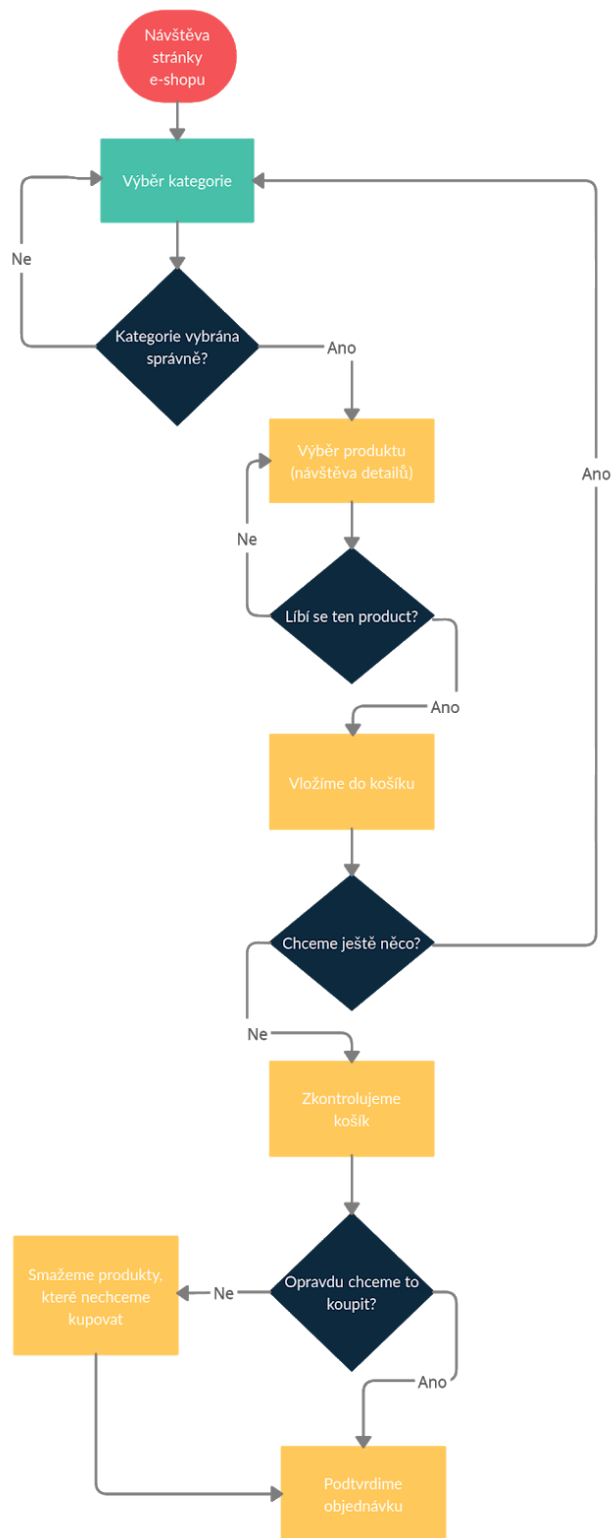 Návštěva
stránky
e-shopu
Výběr kategorie
Ne
Kategorie vybrána
správně?
Ano
Výběr produktu
(návštěva detailů)
Ano
Ne
Líbí se ten product?
Ano
Vložíme do košíku
Chceme ještě něco?
Ne
Zkontrolujeme
košík
Smažeme produkty,
které nechceme
kupovat
Ne
Opravdu chceme to
koupit?
Ano
Podtvrdime
objednávku